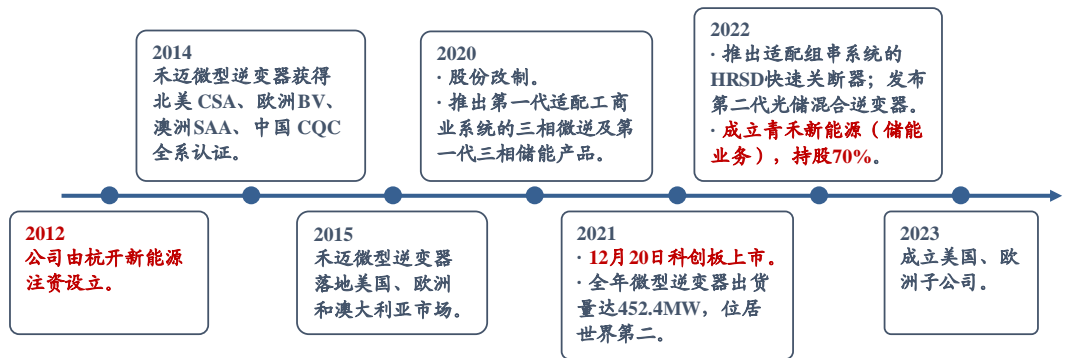 2014
禾迈微型逆变器获得
北美 CSA、欧洲BV、
澳洲SAA、中国 CQC
全系认证。
2020
· 股份改制。
· 推出第一代适配工商
业系统的三相微逆及第
一代三相储能产品。
2022
· 推出适配组串系统的
HRSD快速关断器；发布
第二代光储混合逆变器。
· 成立青禾新能源（储能
业务），持股70%。
2012
公司由杭开新能源
注资设立。
2015
禾迈微型逆变器
落地美国、欧洲
和澳大利亚市场。
2021
· 12月20日科创板上市。
· 全年微型逆变器出货
量达452.4MW，位居
世界第二。
2023
成立美国、欧
洲子公司。